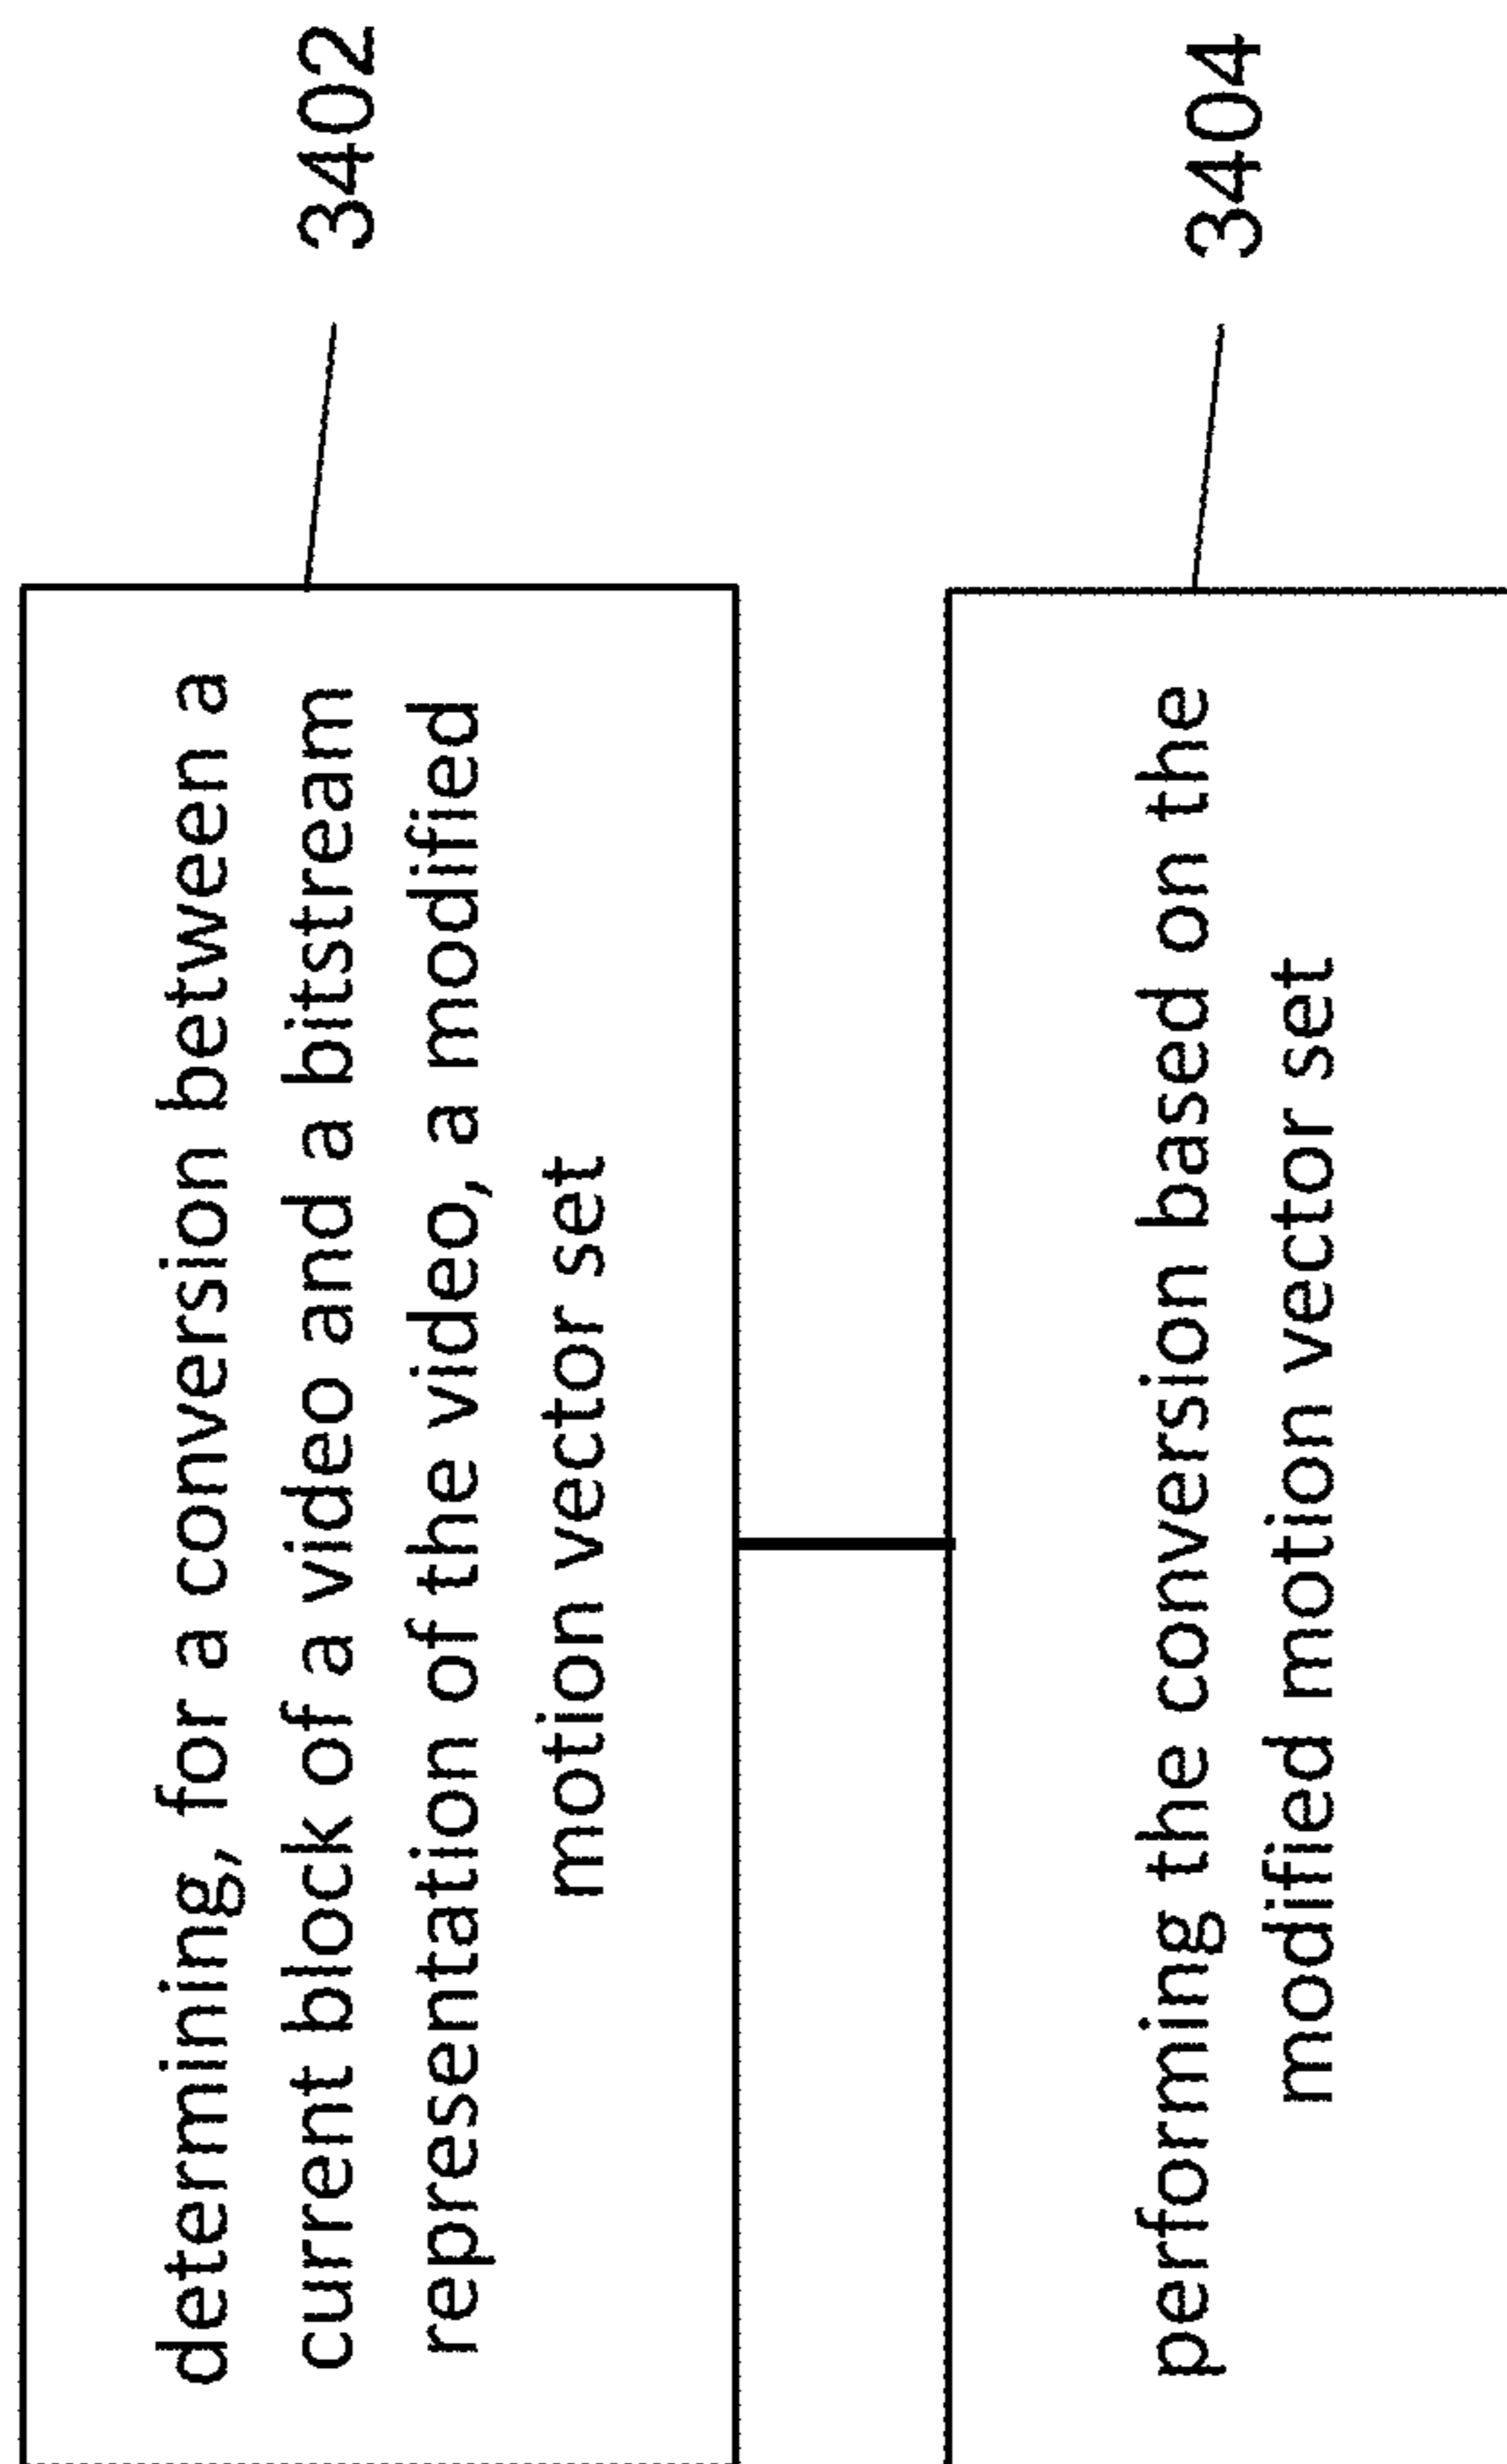 determining, for a conversion between a
current block of a video and a bitstream
representation of the video, a modified
motion vector set
3402
performing the conversion based on the
modified motion vector set
3404